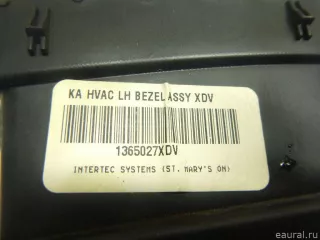 KA HVAC LH BEZEL ASSY XDV
1365027XDV
INTERTEC SYSTEMS (ST. MARY'S ON)
© eaural.ru